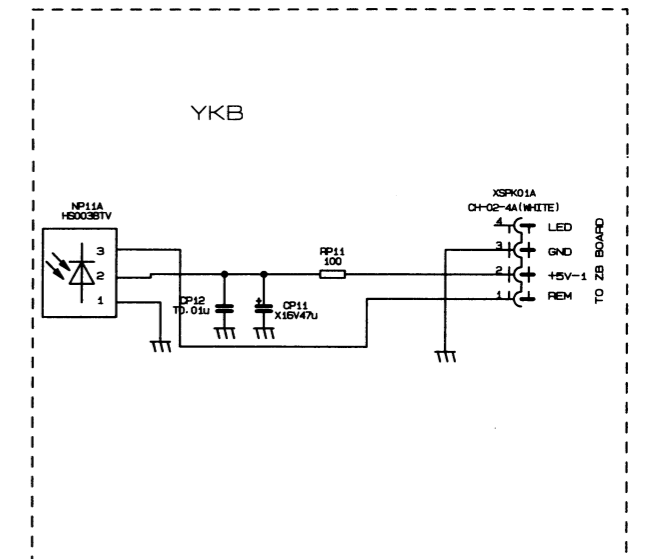 YKB
NP11A
HS0038TV
3
2
1
CP12
TD.01u
CP11
X16V47u
RP11
100
XSPK01A
CH-02-4A(WHITE)
4 LED
3 GND
2 +5V-1
1 REM
TO ZB BOARD